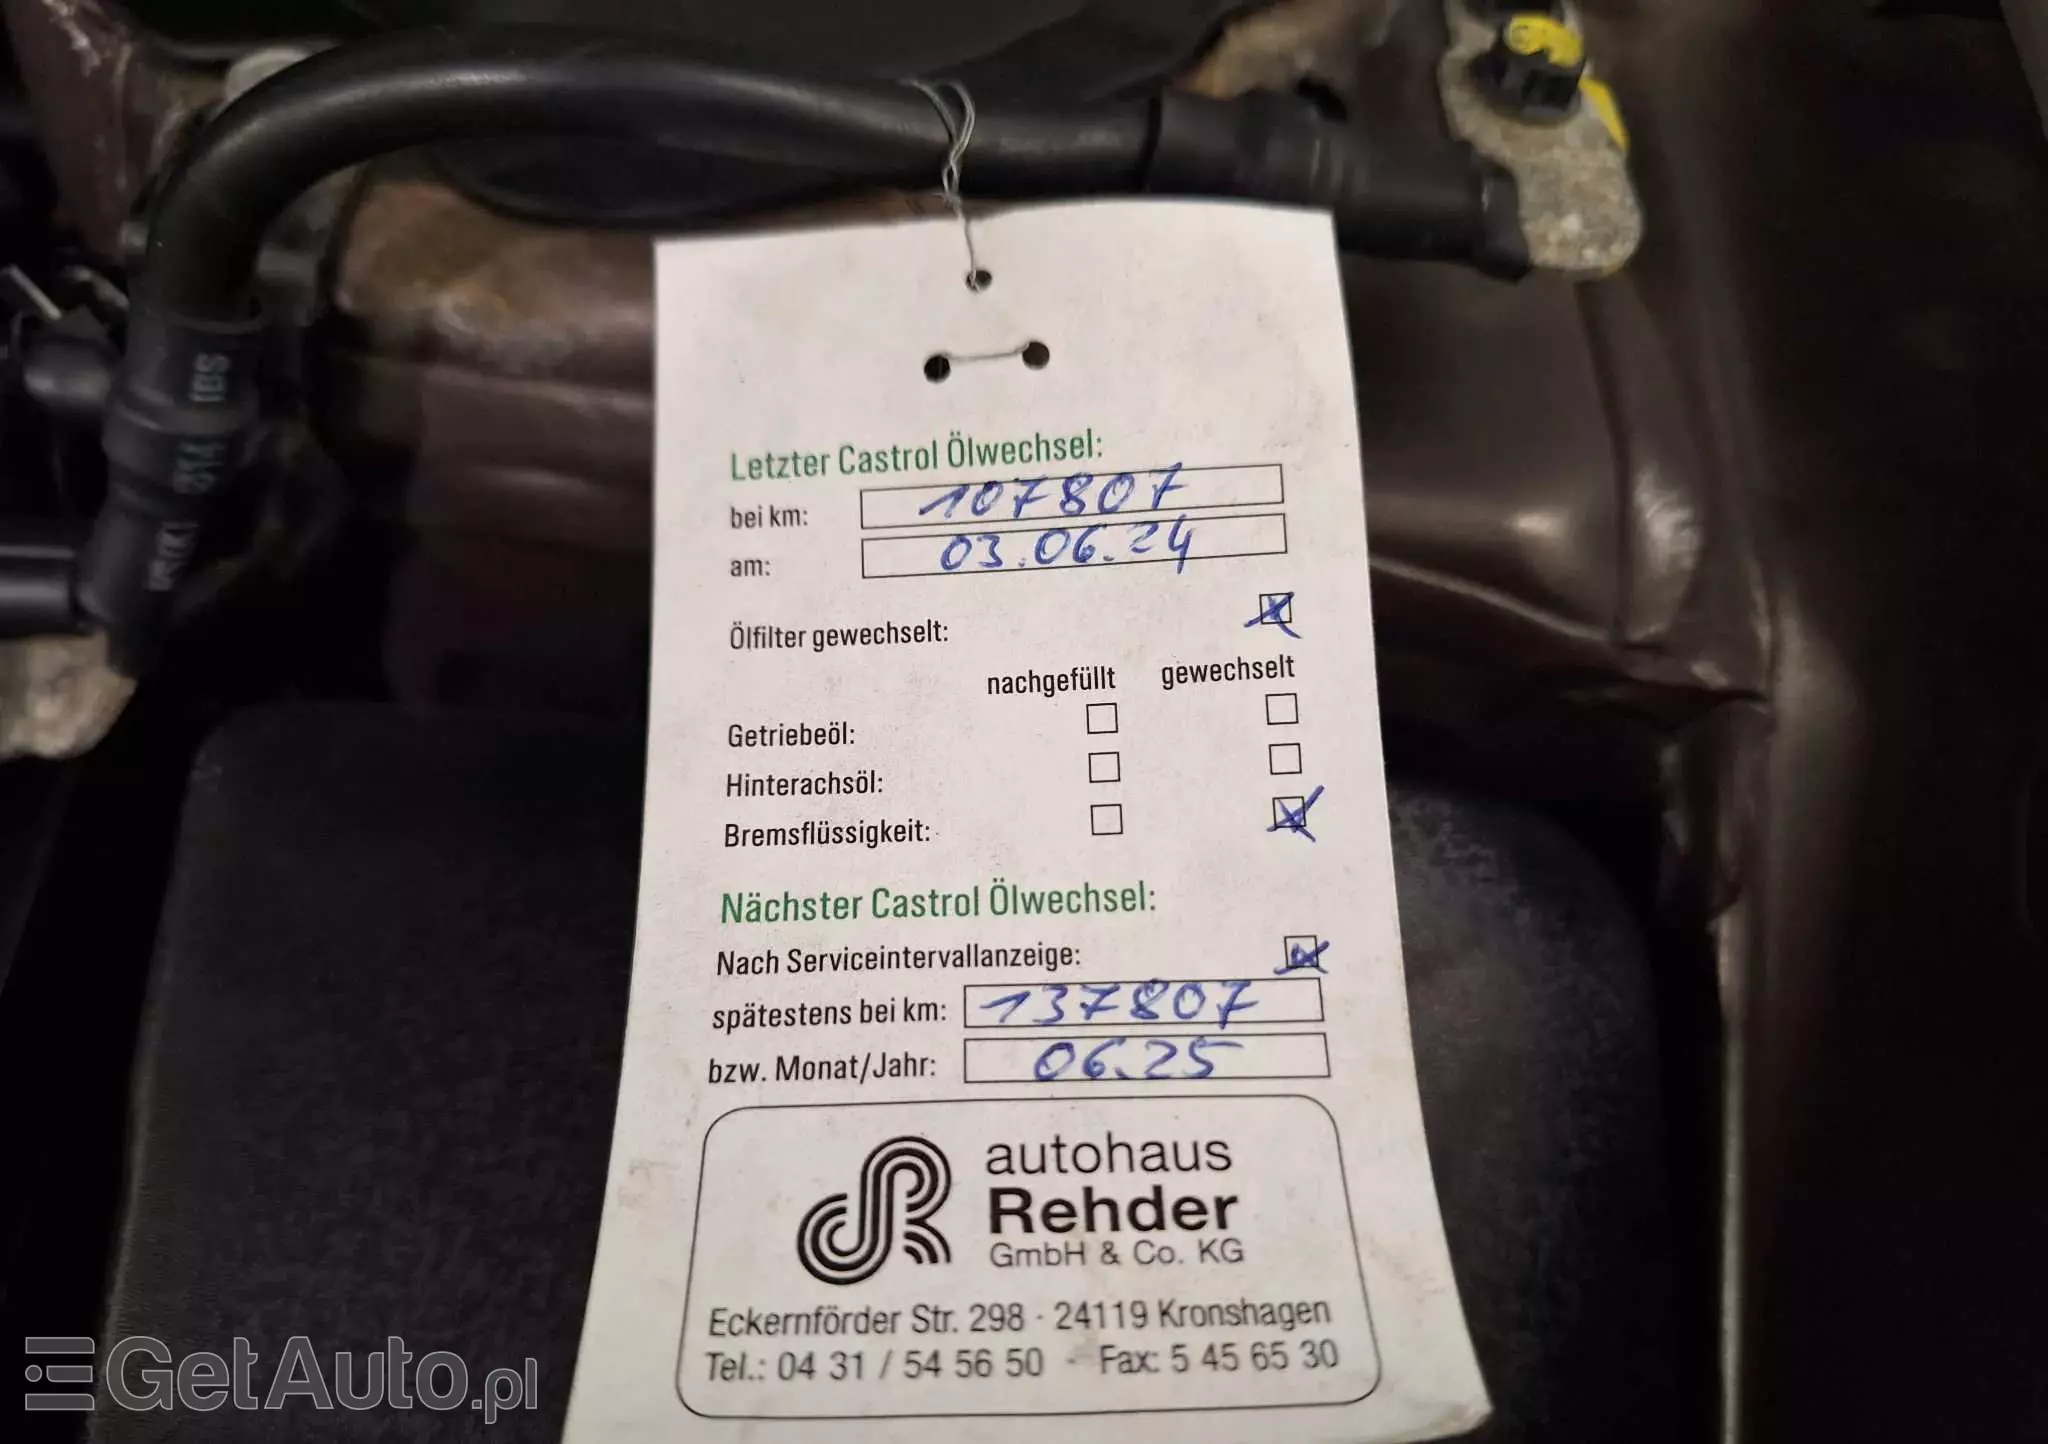 Letzter Castrol Ölwechsel:
bei km: 107807
am: 03.06.24
Ölfilter gewechselt:
nachgefüllt gewechselt
Getriebeöl:
Hinterachsöl:
Bremsflüssigkeit:
Nächster Castrol Ölwechsel:
Nach Serviceintervallanzeige:
spätestens bei km: 137807
bzw. Monat/Jahr: 06.25
autohaus
Rehder
GmbH & Co. KG
Eckernförder Str. 298 · 24119 Kronshagen
Tel.: 04 31 / 54 56 50 - Fax: 5 45 65 30
GetAuto.pl